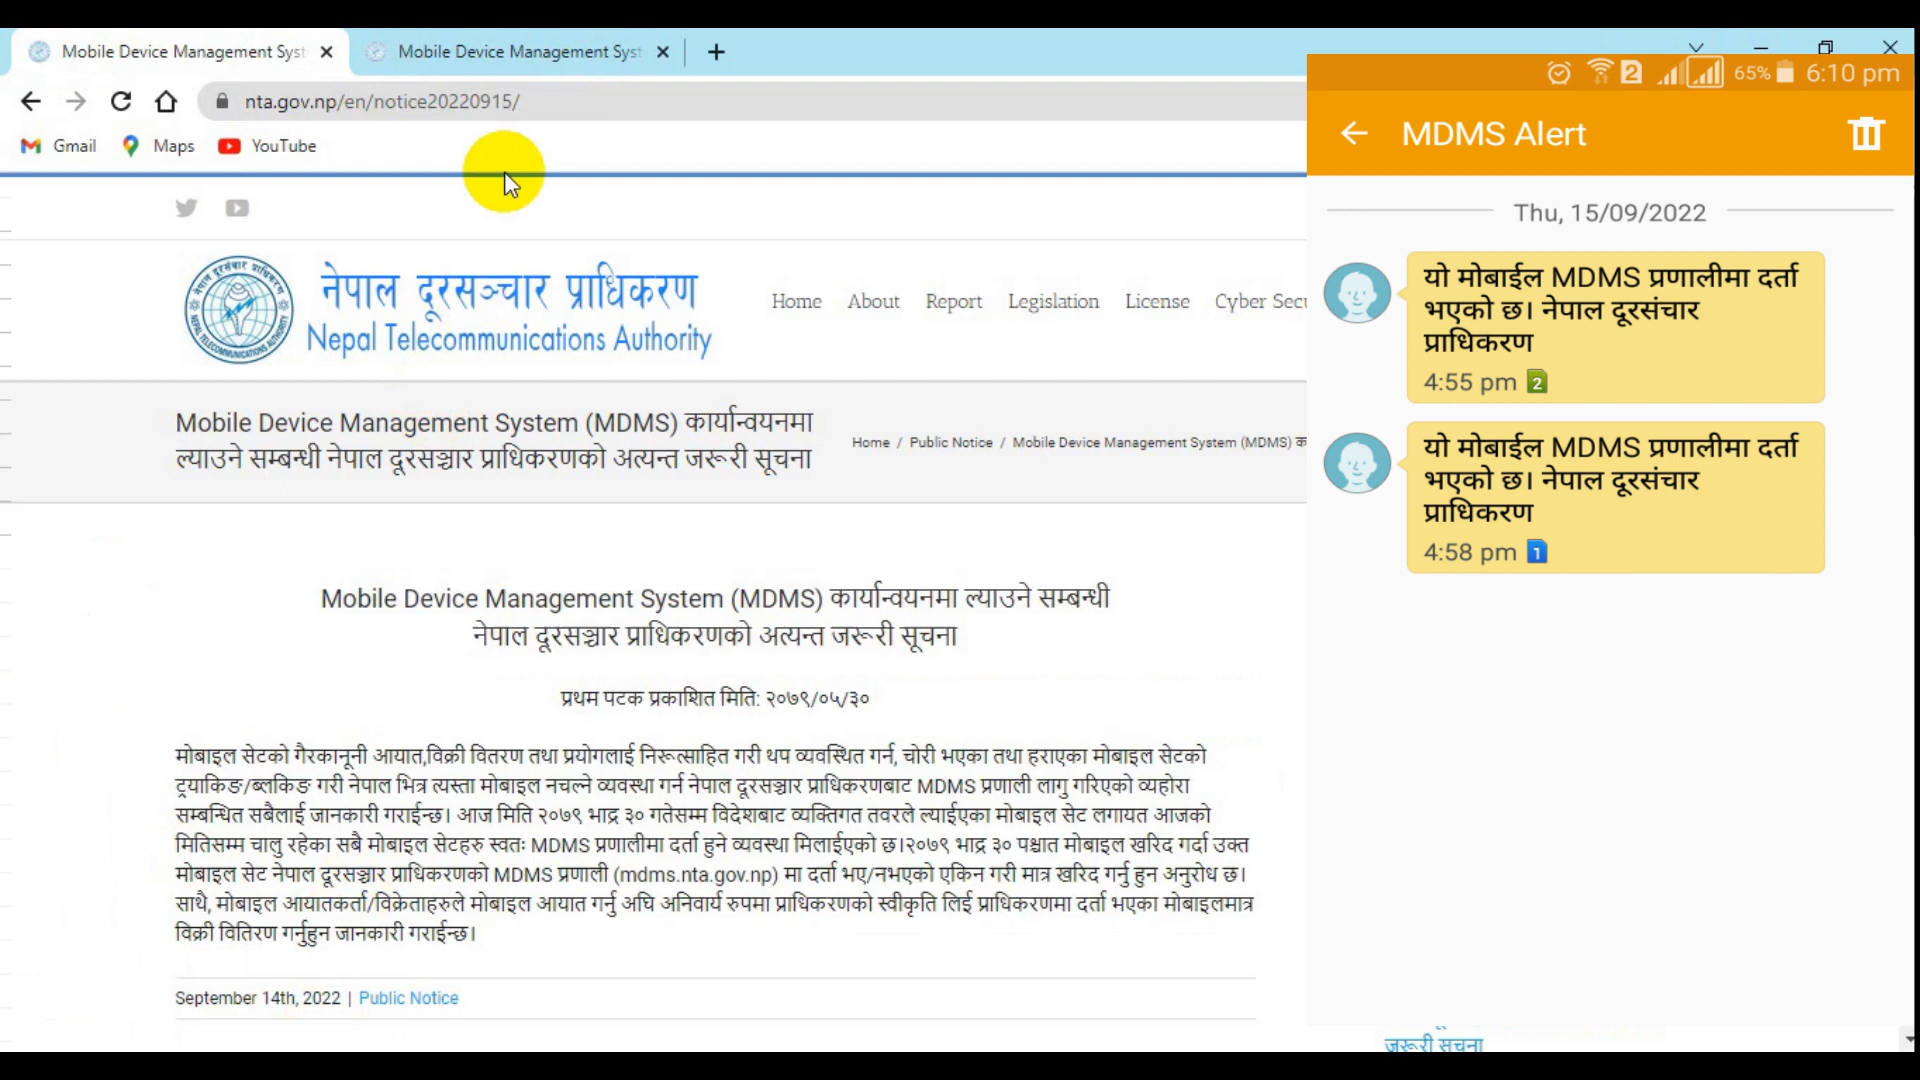 Mobile Device Management Syst
Mobile Device Management Syst
nta.gov.np/en/notice20220915/
Gmail
Maps
YouTube
नेपाल दूरसञ्चार प्राधिकरण
Nepal Telecommunications Authority
Home About Report Legislation License Cyber Secu
Mobile Device Management System (MDMS) कार्यान्वयनमा
ल्याउने सम्बन्धी नेपाल दूरसञ्चार प्राधिकरणको अत्यन्त जरूरी सूचना
Home / Public Notice / Mobile Device Management System (MDMS) क
Mobile Device Management System (MDMS) कार्यान्वयनमा ल्याउने सम्बन्धी
नेपाल दूरसञ्चार प्राधिकरणको अत्यन्त जरूरी सूचना
प्रथम पटक प्रकाशित मिति: २०७९/०५/३०
मोबाइल सेटको गैरकानूनी आयात,विक्री वितरण तथा प्रयोगलाई निरूत्साहित गरी थप व्यवस्थित गर्न, चोरी भएका तथा हराएका मोबाइल सेटको
ट्र्याकिङ/ब्लकिङ गरी नेपाल भित्र त्यस्ता मोबाइल नचल्ने व्यवस्था गर्न नेपाल दूरसञ्चार प्राधिकरणबाट MDMS प्रणाली लागु गरिएको व्यहोरा
सम्बन्धित सबैलाई जानकारी गराईन्छ। आज मिति २०७९ भाद्र ३० गतेसम्म विदेशबाट व्यक्तिगत तवरले ल्याईएका मोबाइल सेट लगायत आजको
मितिसम्म चालु रहेका सबै मोबाइल सेटहरु स्वतः MDMS प्रणालीमा दर्ता हुने व्यवस्था मिलाईएको छ।२०७९ भाद्र ३० पश्चात मोबाइल खरिद गर्दा उक्त
मोबाइल सेट नेपाल दूरसञ्चार प्राधिकरणको MDMS प्रणाली (mdms.nta.gov.np) मा दर्ता भए/नभएको एकिन गरी मात्र खरिद गर्नु हुन अनुरोध छ।
साथै, मोबाइल आयातकर्ता/विक्रेताहरुले मोबाइल आयात गर्नु अघि अनिवार्य रुपमा प्राधिकरणको स्वीकृति लिई प्राधिकरणमा दर्ता भएका मोबाइलमात्र
विक्री वितिरण गर्नुहुन जानकारी गराईन्छ।
September 14th, 2022 | Public Notice
2 65% 6:10 pm
MDMS Alert
Thu, 15/09/2022
यो मोबाईल MDMS प्रणालीमा दर्ता
भएको छ। नेपाल दूरसंचार
प्राधिकरण
4:55 pm 2
यो मोबाईल MDMS प्रणालीमा दर्ता
भएको छ। नेपाल दूरसंचार
प्राधिकरण
4:58 pm 1
जरूरी सूचना